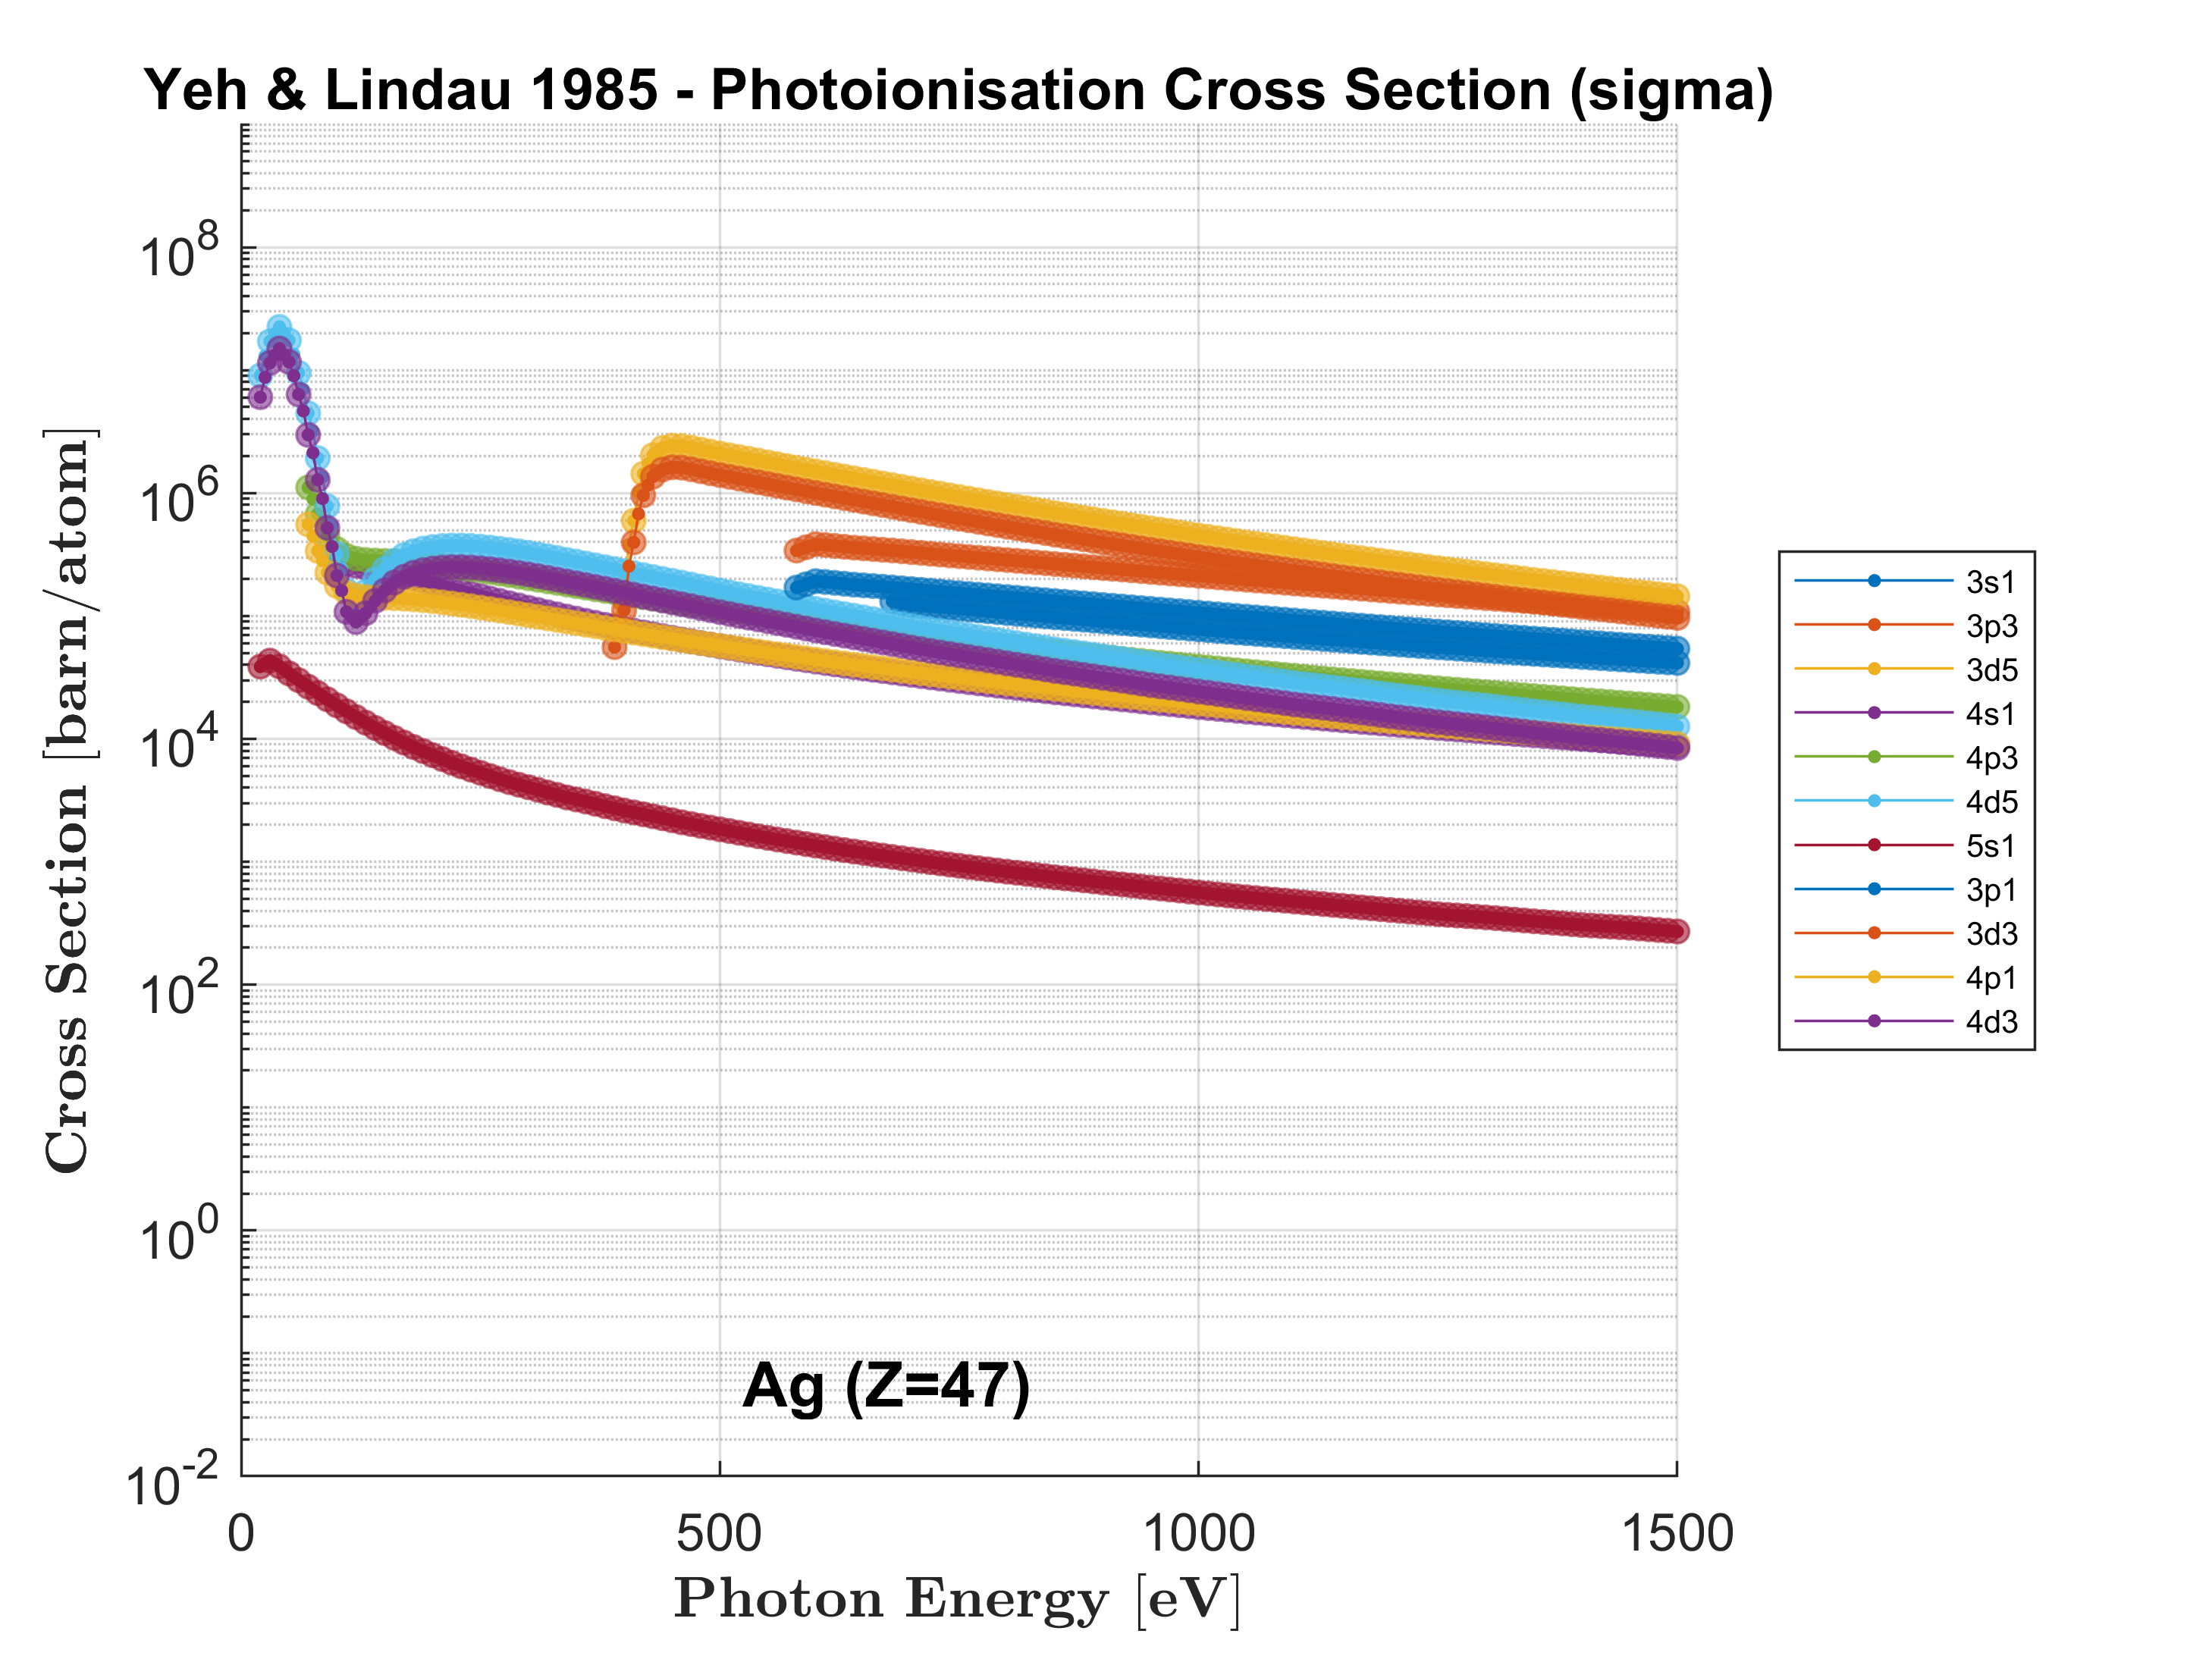 Yeh & Lindau 1985 - Photoionisation Cross Section (sigma)
Cross Section [barn/atom]
10^8
10^6
10^4
10^2
10^0
10^-2
0 500 1000 1500
Photon Energy [eV]
Ag (Z=47)
3s1
3p3
3d5
4s1
4p3
4d5
5s1
3p1
3d3
4p1
4d3